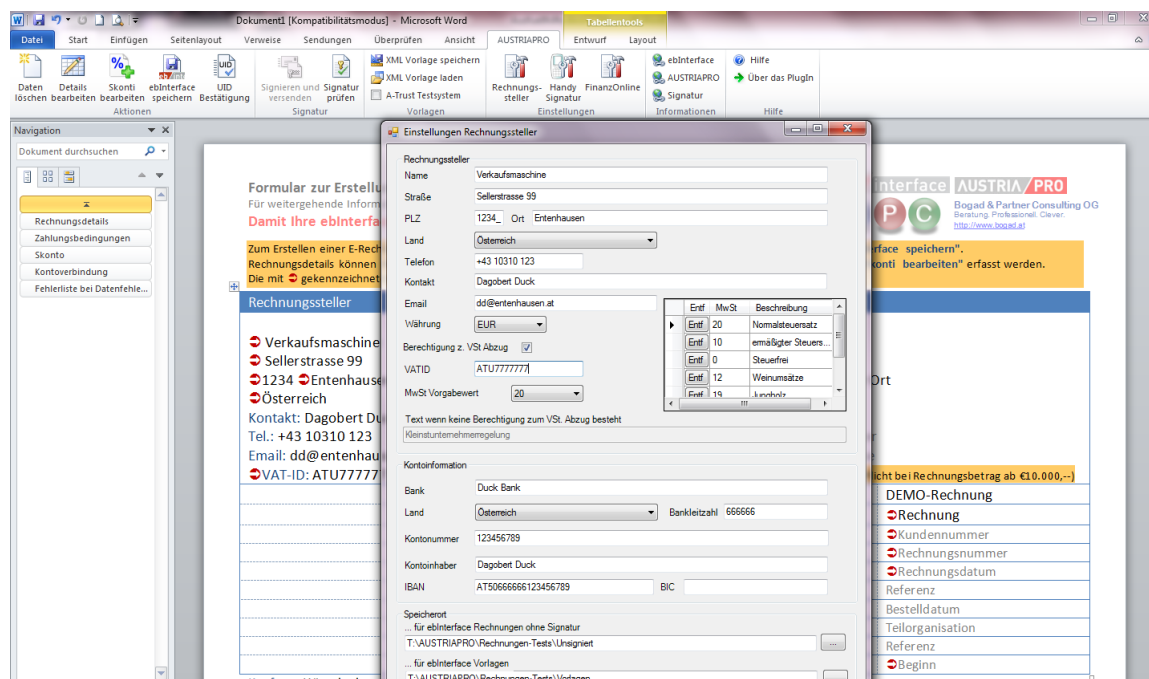 Dokument1 [Kompatibilitätsmodus] - Microsoft Word
Tabellentools
Datei Start Einfügen Seitenlayout Verweise Sendungen Überprüfen Ansicht AUSTRIAPRO Entwurf Layout
Daten löschen
Details bearbeiten
Skonti bearbeiten
ebInterface speichern
UID Bestätigung
Aktionen
Signieren und versenden
Signatur prüfen
Signatur
XML Vorlage speichern
XML Vorlage laden
A-Trust Testsystem
Vorlagen
Rechnungs-steller
Handy Signatur
FinanzOnline
Einstellungen
ebInterface
AUSTRIAPRO
Signatur
Informationen
Hilfe
Über das PlugIn
Hilfe
Navigation
Dokument durchsuchen
Rechnungsdetails
Zahlungsbedingungen
Skonto
Kontoverbindung
Fehlerliste bei Datenfehle...
Formular zur Erstellu
Für weitergehende Inform
Damit Ihre ebInterfa
Zum Erstellen einer E-Rech
Rechnungsdetails können
Die mit gekennzeichnet
Rechnungssteller
Verkaufsmaschine
Sellerstrasse 99
1234 Entenhause
Österreich
Kontakt: Dagobert Du
Tel.: +43 10310 123
Email: dd@entenhau
VAT-ID: ATU77777
Einstellungen Rechnungssteller
Rechnungssteller
Name Verkaufsmaschine
Straße Sellerstrasse 99
PLZ 1234_ Ort Entenhausen
Land Österreich
Telefon +43 10310 123
Kontakt Dagobert Duck
Email dd@entenhausen.at
Währung EUR
Berechtigung z. VSt Abzug
VATID ATU7777777
MwSt Vorgabewert 20
Entf MwSt Beschreibung
Entf 20 Normalsteuersatz
Entf 10 ermäßigter Steuers...
Entf 0 Steuerfrei
Entf 12 Weinumsätze
Entf 19 Jungholz
Text wenn keine Berechtigung zum VSt. Abzug besteht
Kleinstunternehmerregelung
Kontoinformation
Bank Duck Bank
Land Österreich Bankleitzahl 666666
Kontonummer 123456789
Kontoinhaber Dagobert Duck
IBAN AT50666666123456789 BIC
Speicherort
... für ebInterface Rechnungen ohne Signatur
T:\AUSTRIAPRO\Rechnungen-Tests\Unsigniert ...
... für ebInterface Vorlagen
T:\AUSTRIAPRO\Rechnungen-Tests\Vorlagen
nterface AUSTRIA/PRO
P C
Bogad & Partner Consulting OG
Beratung. Professionell. Clever.
http://www.bogad.at
rface speichern".
konti bearbeiten" erfasst werden.
Ort
icht bei Rechnungsbetrag ab €10.000,--)
DEMO-Rechnung
Rechnung
Kundennummer
Rechnungsnummer
Rechnungsdatum
Referenz
Bestelldatum
Teilorganisation
Referenz
Beginn